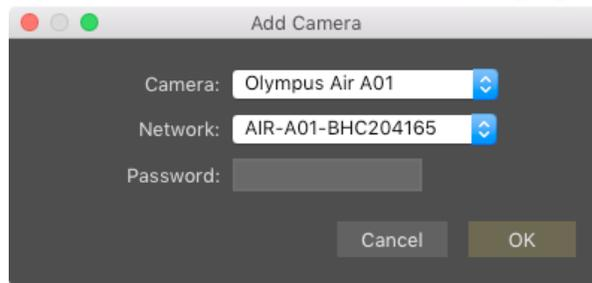 Add Camera
Camera: Olympus Air A01
Network: AIR-A01-BHC204165
Password:
Cancel OK